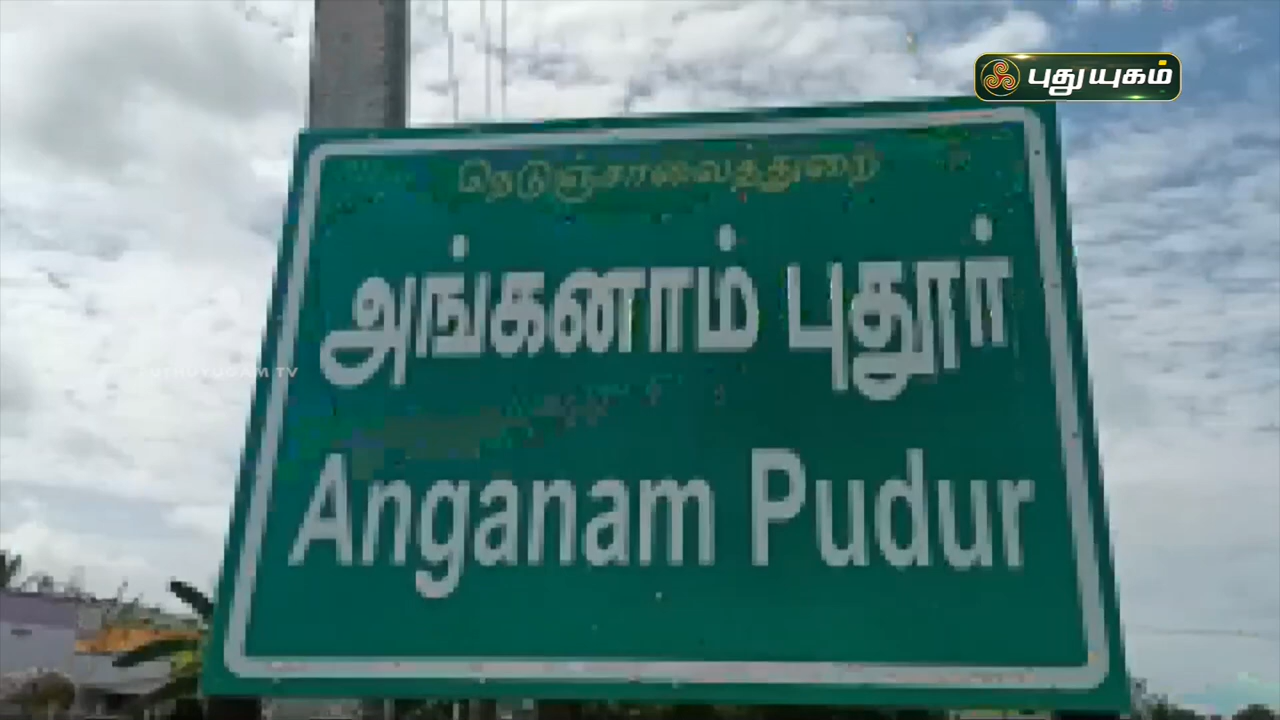 புதுயுகம்
நெடுஞ்சாலைத்துறை
அங்கனாம் புதூர்
PUTHUYUGAM TV
Anganam Pudur